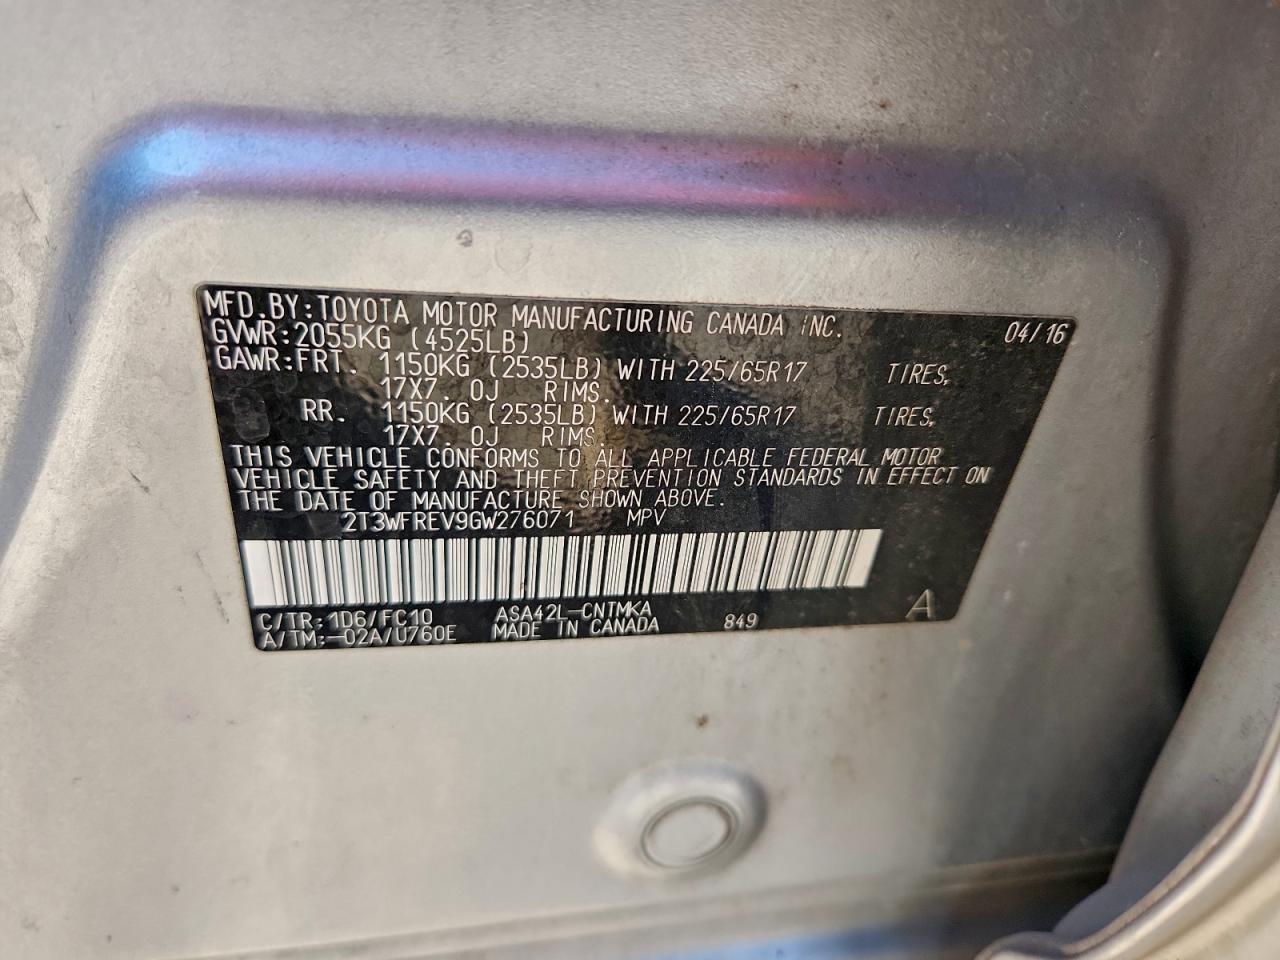 MFD.BY:TOYOTA MOTOR MANUFACTURING CANADA INC. 04/16
GVWR:2055KG (4525LB)
GAWR:FRT. 1150KG (2535LB) WITH 225/65R17 TIRES,
17X7. 0J RIMS.
RR. 1150KG (2535LB) WITH 225/65R17 TIRES,
17X7. 0J RIMS.
THIS VEHICLE CONFORMS TO ALL APPLICABLE FEDERAL MOTOR
VEHICLE SAFETY AND THEFT PREVENTION STANDARDS IN EFFECT ON
THE DATE OF MANUFACTURE SHOWN ABOVE.
2T3WFREV9GW276071 MPV
C/TR:1D6/FC10 ASA42L-CNTMKA
A/TM:-02A/U760E MADE IN CANADA 849 A